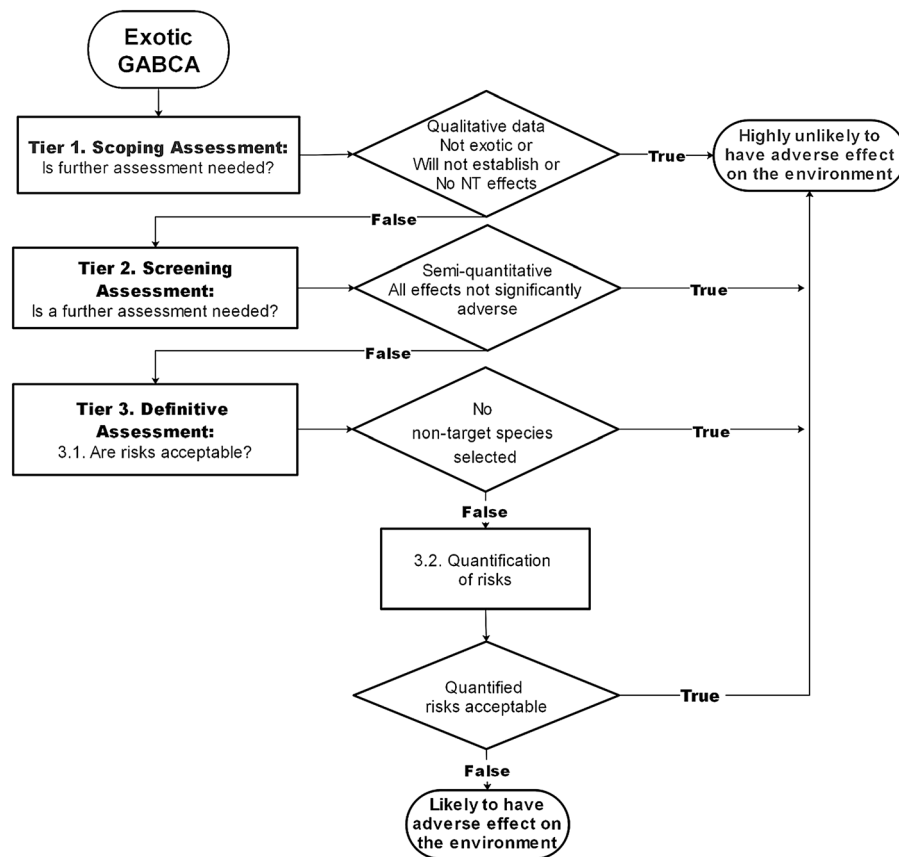 Exotic
GABCA
Tier 1. Scoping Assessment:
Is further assessment needed?
Qualitative data
Not exotic or
Will not establish or
No NT effects
True
Highly unlikely to
have adverse effect
on the environment
False
Tier 2. Screening
Assessment:
Is a further assessment needed?
Semi-quantitative
All effects not significantly
adverse
True
False
Tier 3. Definitive
Assessment:
3.1. Are risks acceptable?
No
non-target species
selected
True
False
3.2. Quantification
of risks
Quantified
risks acceptable
True
False
Likely to have
adverse effect on
the environment